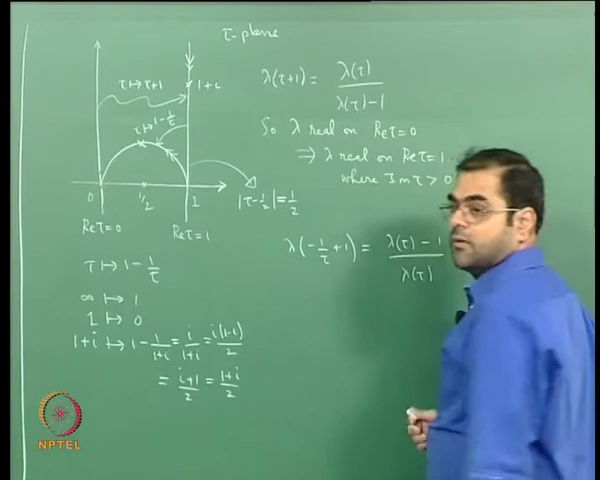 τ-plane
τ ↦ τ+1
1+i
τ ↦ 1 - 1/τ
0
1/2
1
|τ - 1/2| = 1/2
Re τ = 0
Re τ = 1
τ ↦ 1 - 1/τ
∞ ↦ 1
1 ↦ 0
1+i ↦ 1 - 1/(1+i) = i/(1+i) = i(1-i)/2
= (i+1)/2 = (1+i)/2
λ(τ+1) = λ(τ)/(λ(τ) - 1)
So λ real on Re τ = 0
⇒ λ real on Re τ = 1
where Im τ > 0
λ(-1/τ + 1) = (λ(τ) - 1)/λ(τ)
NPTEL